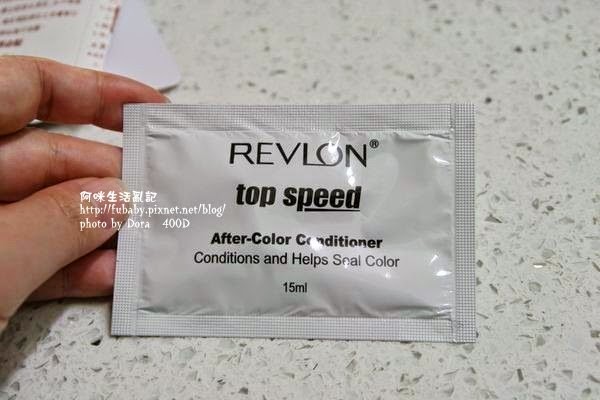 REVLON®
top speed
阿咪生活亂記
http://fubaby.pixnet.net/blog/
photo by Dora 400D
After-Color Conditioner
Conditions and Helps Seal Color
15ml